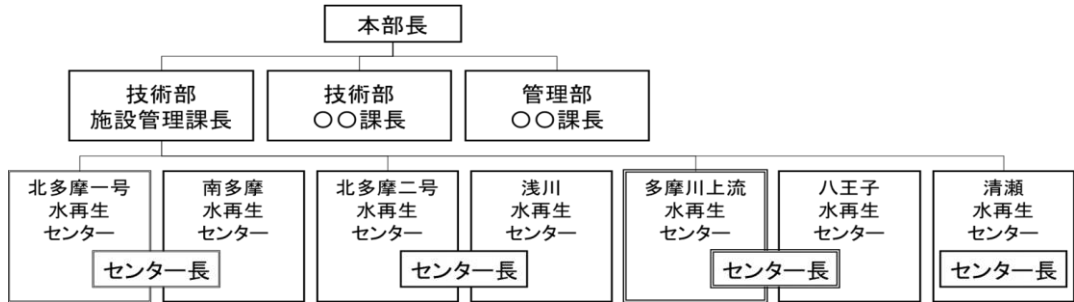 本部長
技術部
施設管理課長
技術部
〇〇課長
管理部
〇〇課長
北多摩一号
水再生
センター
南多摩
水再生
センター
センター長
北多摩二号
水再生
センター
浅川
水再生
センター
センター長
多摩川上流
水再生
センター
八王子
水再生
センター
センター長
清瀬
水再生
センター
センター長